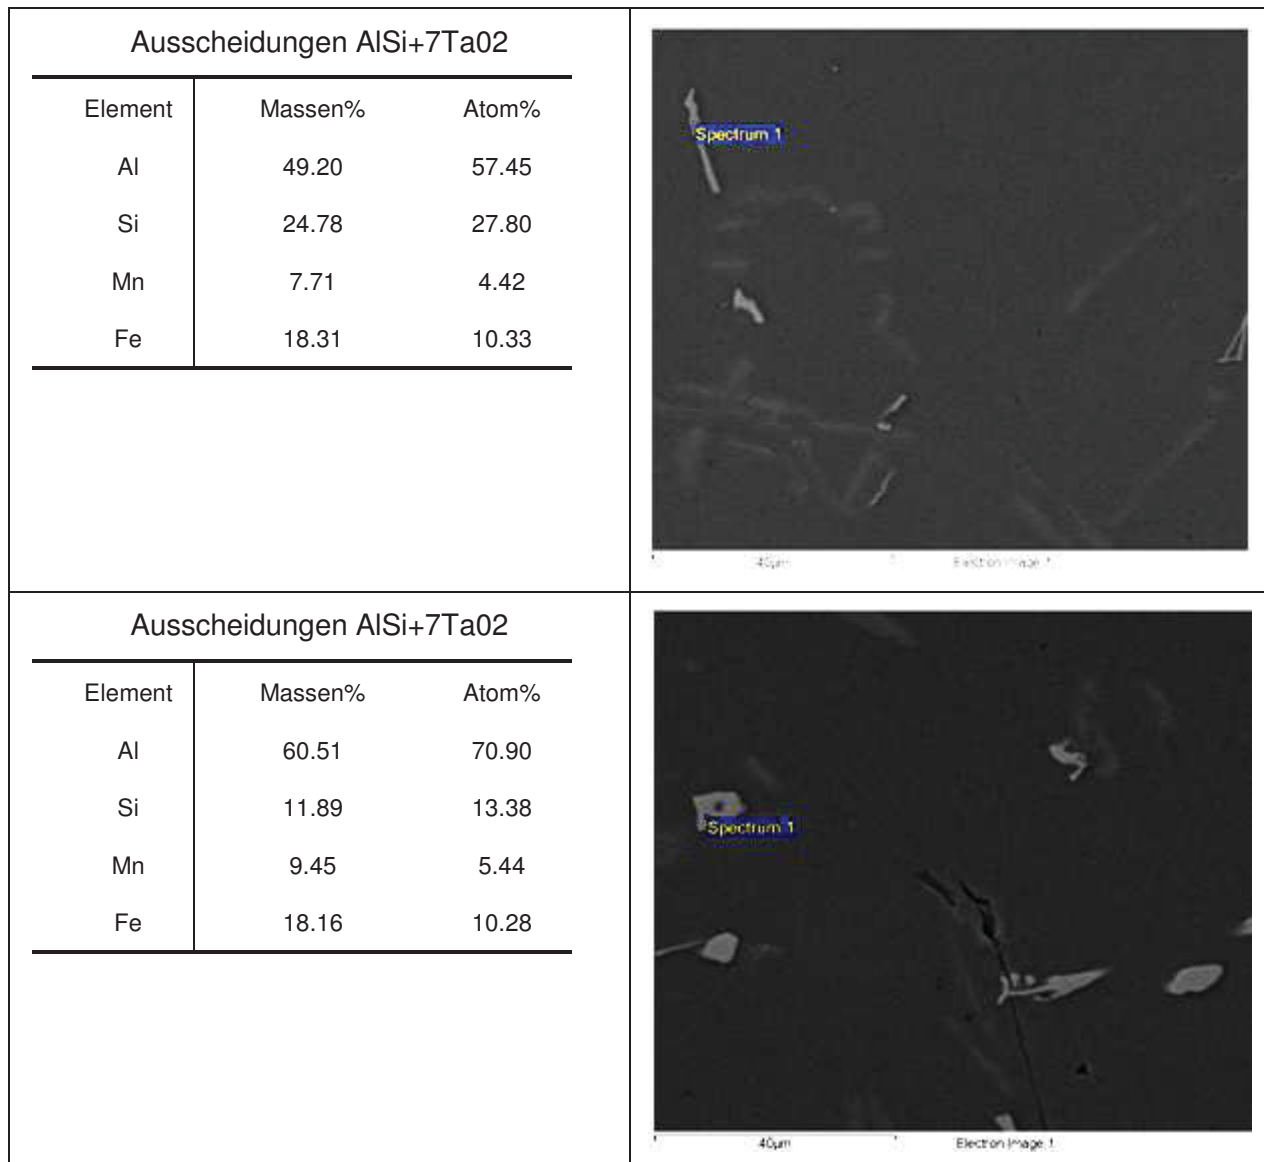 Ausscheidungen AlSi+7Ta02
Element Massen% Atom%
Al 49.20 57.45
Si 24.78 27.80
Mn 7.71 4.42
Fe 18.31 10.33
Spectrum 1
40µm Electron Image 1
Ausscheidungen AlSi+7Ta02
Element Massen% Atom%
Al 60.51 70.90
Si 11.89 13.38
Mn 9.45 5.44
Fe 18.16 10.28
Spectrum 1
40µm Electron Image 1